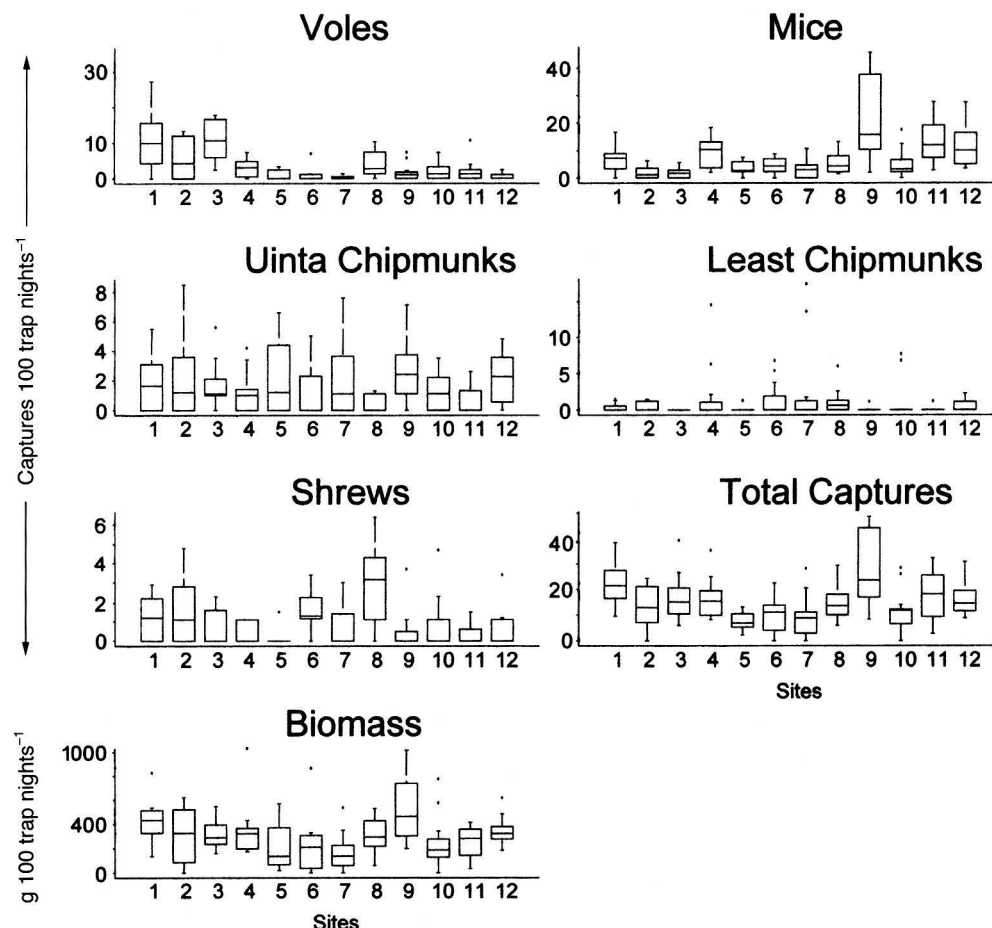 Voles
Mice
30
10
0
1 2 3 4 5 6 7 8 9 10 11 12
40
20
0
1 2 3 4 5 6 7 8 9 10 11 12
Captures 100 trap nights⁻¹
Uinta Chipmunks
Least Chipmunks
8
6
4
2
0
1 2 3 4 5 6 7 8 9 10 11 12
10
5
0
1 2 3 4 5 6 7 8 9 10 11 12
Shrews
Total Captures
6
4
2
0
1 2 3 4 5 6 7 8 9 10 11 12
40
20
0
1 2 3 4 5 6 7 8 9 10 11 12
Sites
Biomass
g 100 trap nights⁻¹
1000
400
0
1 2 3 4 5 6 7 8 9 10 11 12
Sites